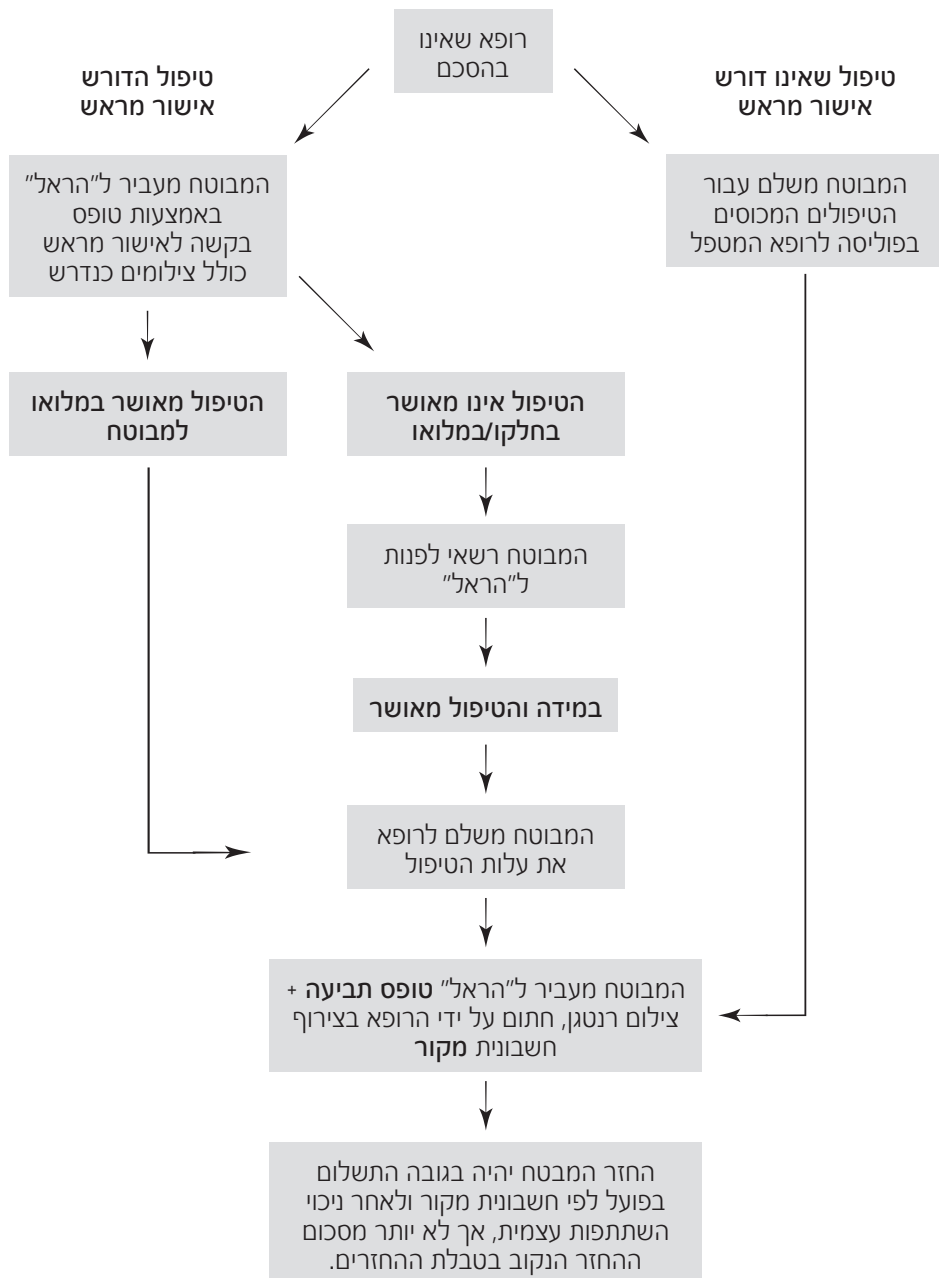 רופא שאינו
בהסכם
טיפול שאינו דורש
אישור מראש
טיפול הדורש
אישור מראש
המבוטח משלם עבור
הטיפולים המכוסים
בפוליסה לרופא המטפל
המבוטח מעביר ל"הראל"
באמצעות טופס
בקשה לאישור מראש
כולל צילומים כנדרש
הטיפול אינו מאושר
בחלקו/במלואו
הטיפול מאושר במלואו
למבוטח
המבוטח רשאי לפנות
ל"הראל"
במידה והטיפול מאושר
המבוטח משלם לרופא
את עלות הטיפול
המבוטח מעביר ל"הראל" טופס תביעה +
צילום רנטגן, חתום על ידי הרופא בצירוף
חשבונית מקור
החזר המבטח יהיה בגובה התשלום
בפועל לפי חשבונית מקור ולאחר ניכוי
השתתפות עצמית, אך לא יותר מסכום
ההחזר הנקוב בטבלת ההחזרים.